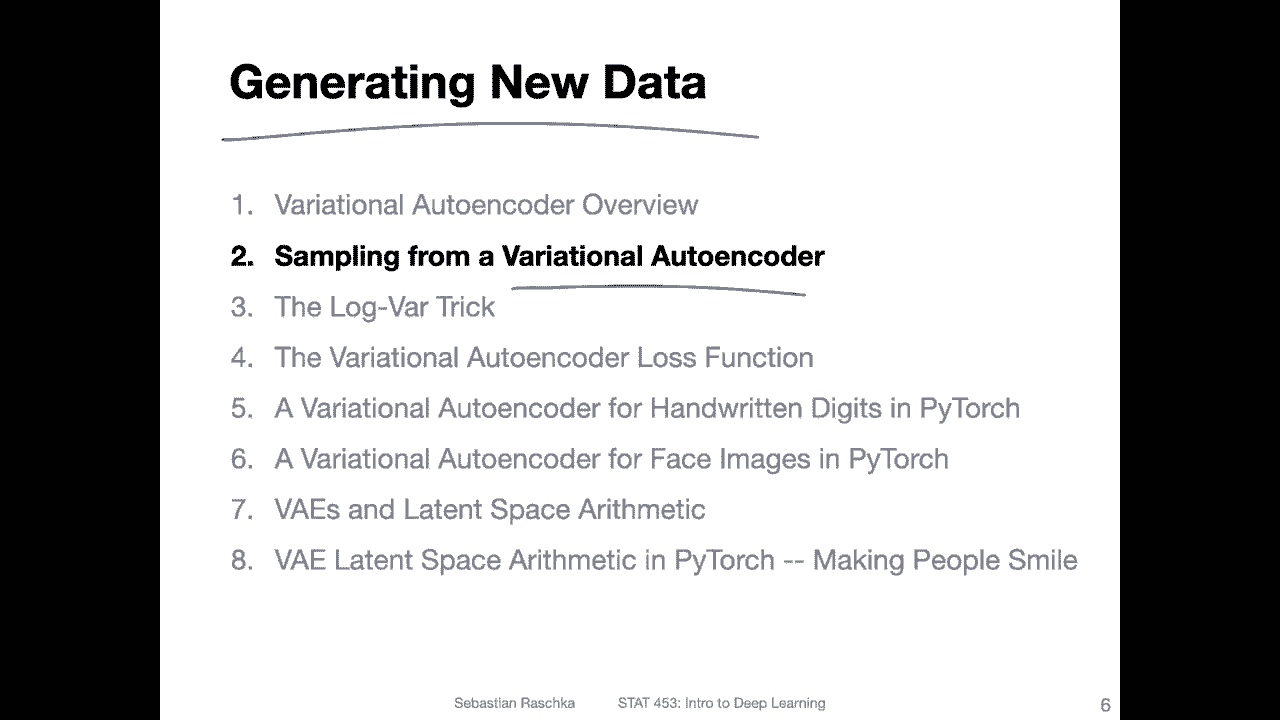 Generating New Data
1. Variational Autoencoder Overview
2. Sampling from a Variational Autoencoder
3. The Log-Var Trick
4. The Variational Autoencoder Loss Function
5. A Variational Autoencoder for Handwritten Digits in PyTorch
6. A Variational Autoencoder for Face Images in PyTorch
7. VAEs and Latent Space Arithmetic
8. VAE Latent Space Arithmetic in PyTorch -- Making People Smile
Sebastian Raschka STAT 453: Intro to Deep Learning 6